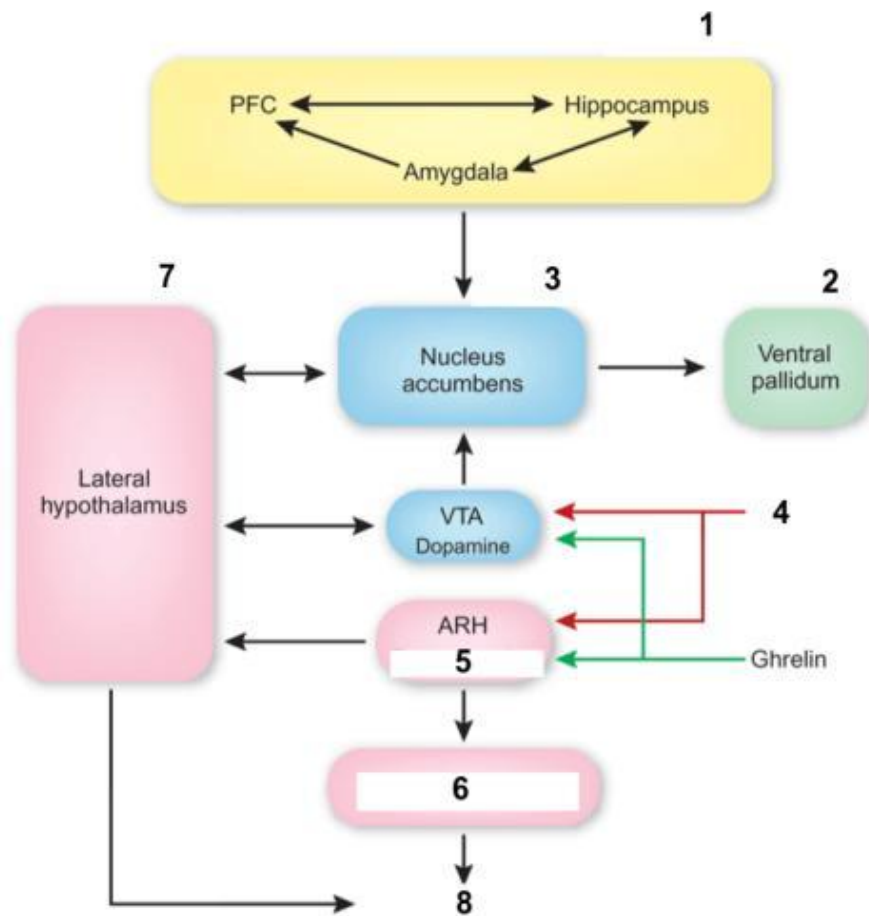 1
PFC
Hippocampus
Amygdala
7
3
2
Nucleus
accumbens
Ventral
pallidum
Lateral
hypothalamus
VTA
Dopamine
4
ARH
5
Ghrelin
6
8